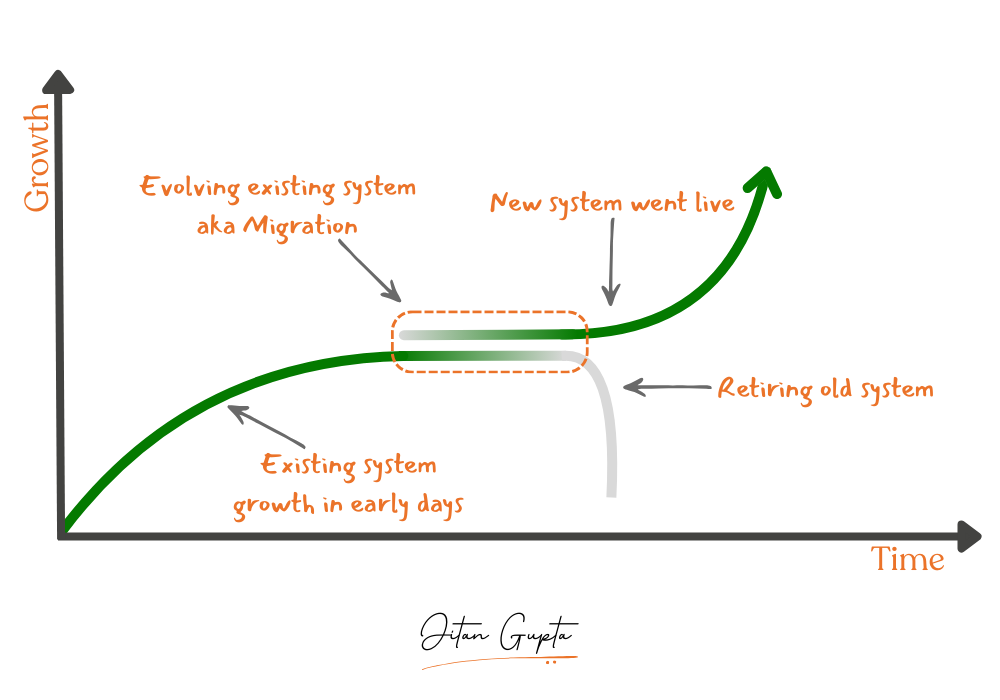 Growth
Evolving existing system
aka Migration
New system went live
Retiring old system
Existing system
growth in early days
Time
Jitan Gupta